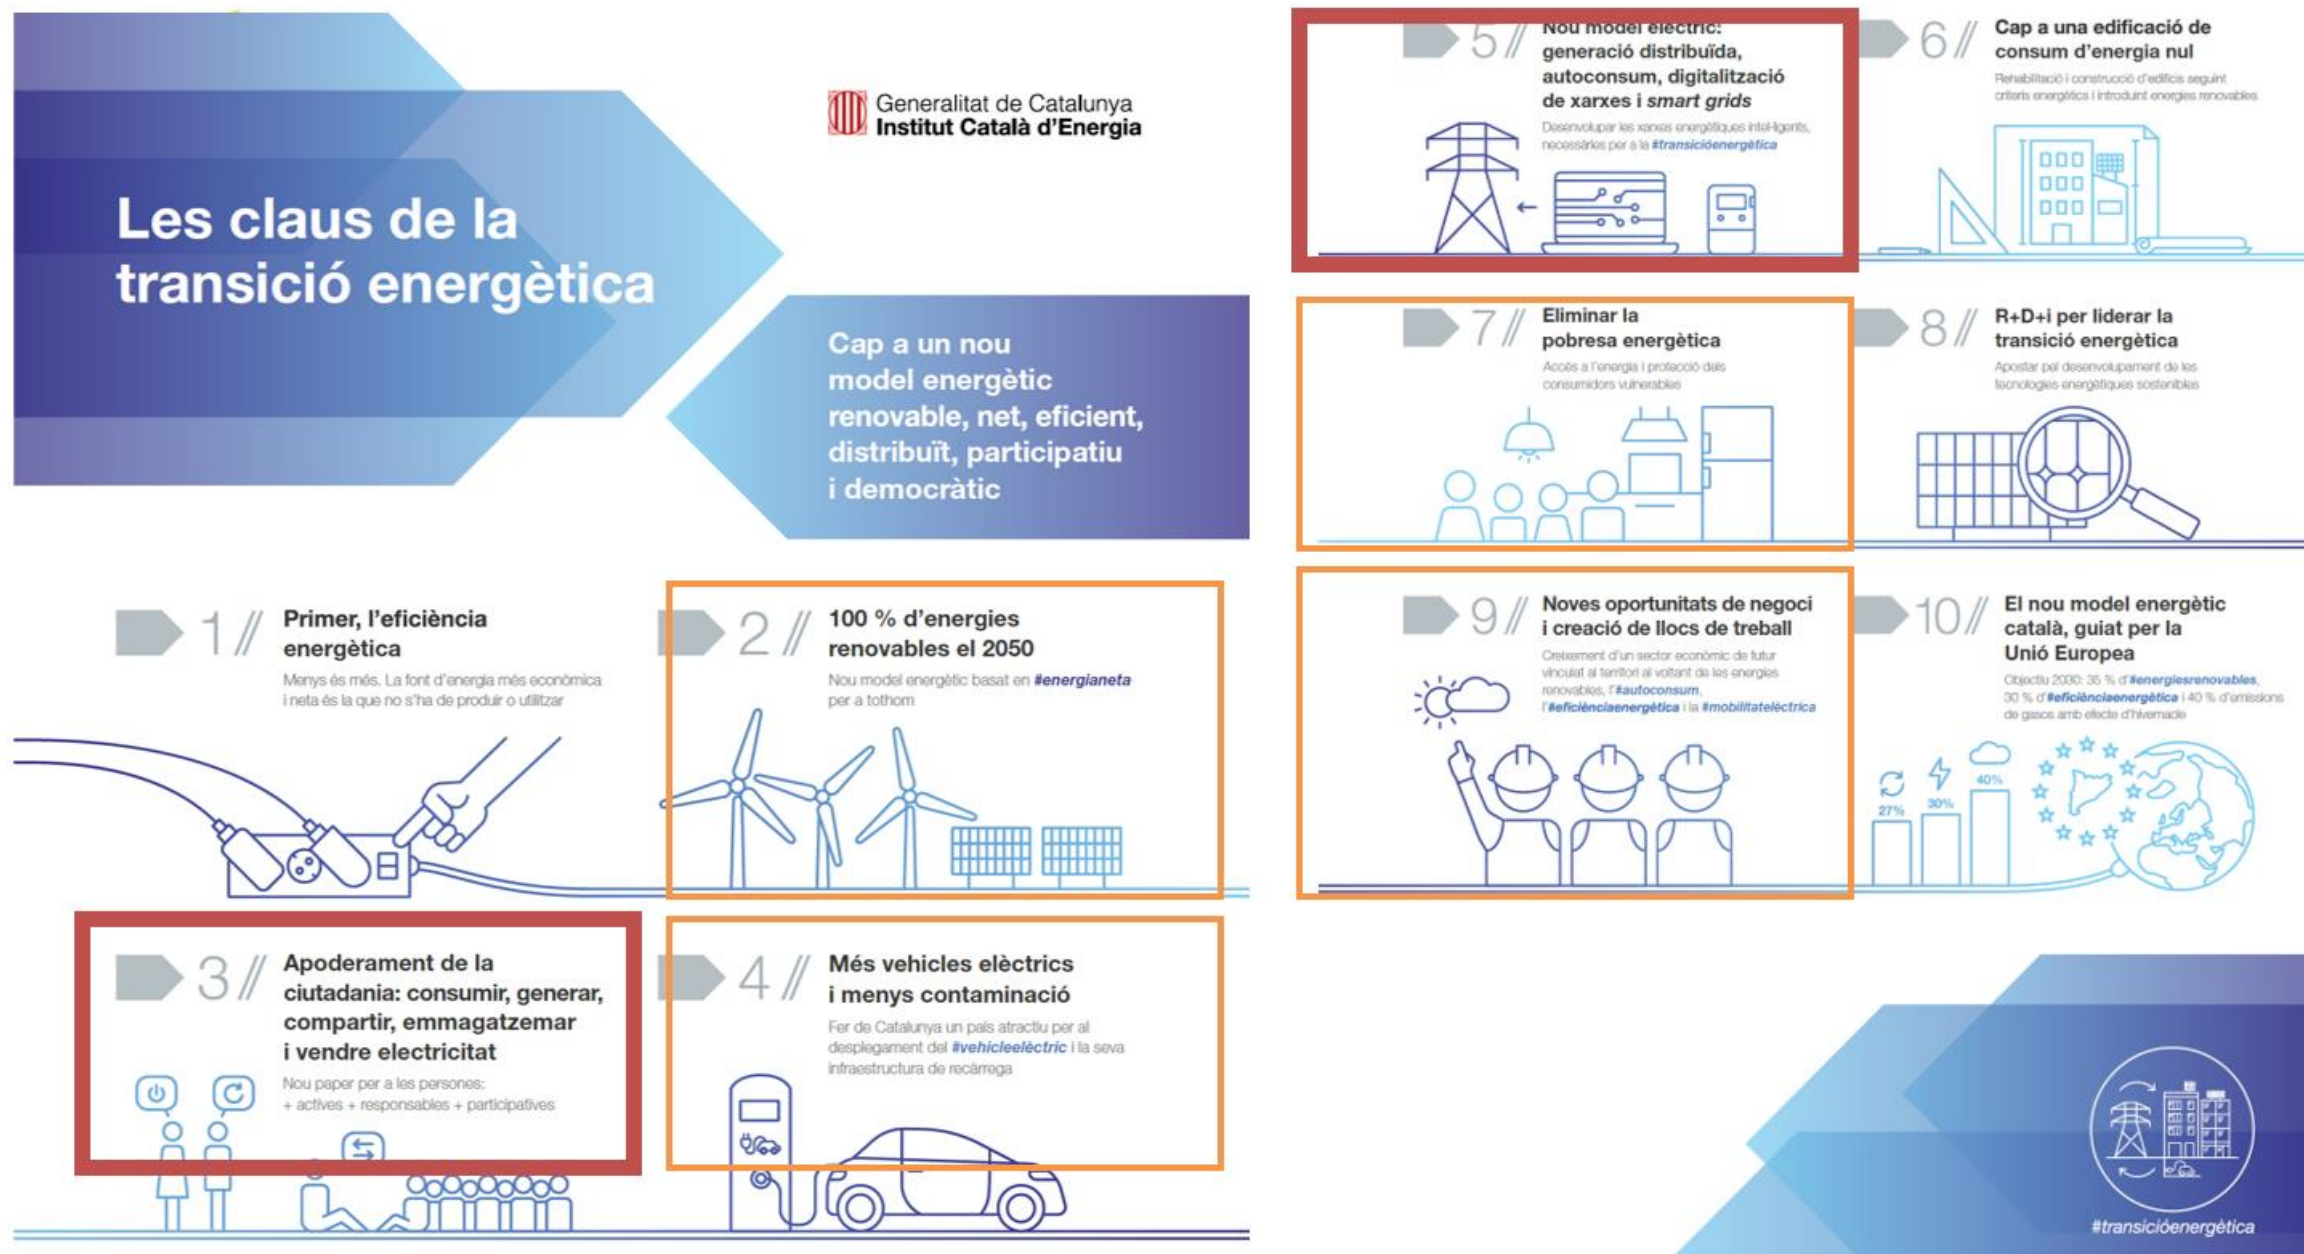 Les claus de la
transició energètica
Generalitat de Catalunya
Institut Català d'Energia
Cap a un nou
model energètic
renovable, net, eficient,
distribuït, participatiu
i democràtic
1//
Primer, l'eficiència
energètica
Menys és més. La font d'energia més econòmica
i neta és la que no s'ha de produir o utilitzar
2//
100 % d'energies
renovables el 2050
Nou model energètic basat en #energianeta
per a tothom
3//
Apoderament de la
ciutadania: consumir, generar,
compartir, emmagatzemar
i vendre electricitat
Nou paper per a les persones:
+ actives + responsables + participatives
4//
Més vehicles elèctrics
i menys contaminació
Fer de Catalunya un país atractiu per al
desplegament del #vehicleelèctric i la seva
infraestructura de recàrrega
5//
Nou model elèctric:
generació distribuïda,
autoconsum, digitalització
de xarxes i smart grids
Desenvolupar les xarxes energètiques intel·ligents,
necessàries per a la #transicióenergètica
6//
Cap a una edificació de
consum d'energia nul
Rehabilitació i construcció d'edificis seguint
criteris energètics i introduint energies renovables
7//
Eliminar la
pobresa energètica
Accés a l'energia i protecció dels
consumidors vulnerables
8//
R+D+i per liderar la
transició energètica
Apostar pel desenvolupament de les
tecnologies energètiques sostenibles
9//
Noves oportunitats de negoci
i creació de llocs de treball
Creixement d'un sector econòmic de futur
vinculat al territori al voltant de les energies
renovables, l'#autoconsum,
l'#eficiènciaenergètica i la #mobilitatelèctrica
10//
El nou model energètic
català, guiat per la
Unió Europea
Objectiu 2030: 35 % d'#energiesrenovables,
30 % d'#eficiènciaenergètica i 40 % d'emissions
de gasos amb efecte d'hivernacle
27%
30%
40%
#transicióenergètica